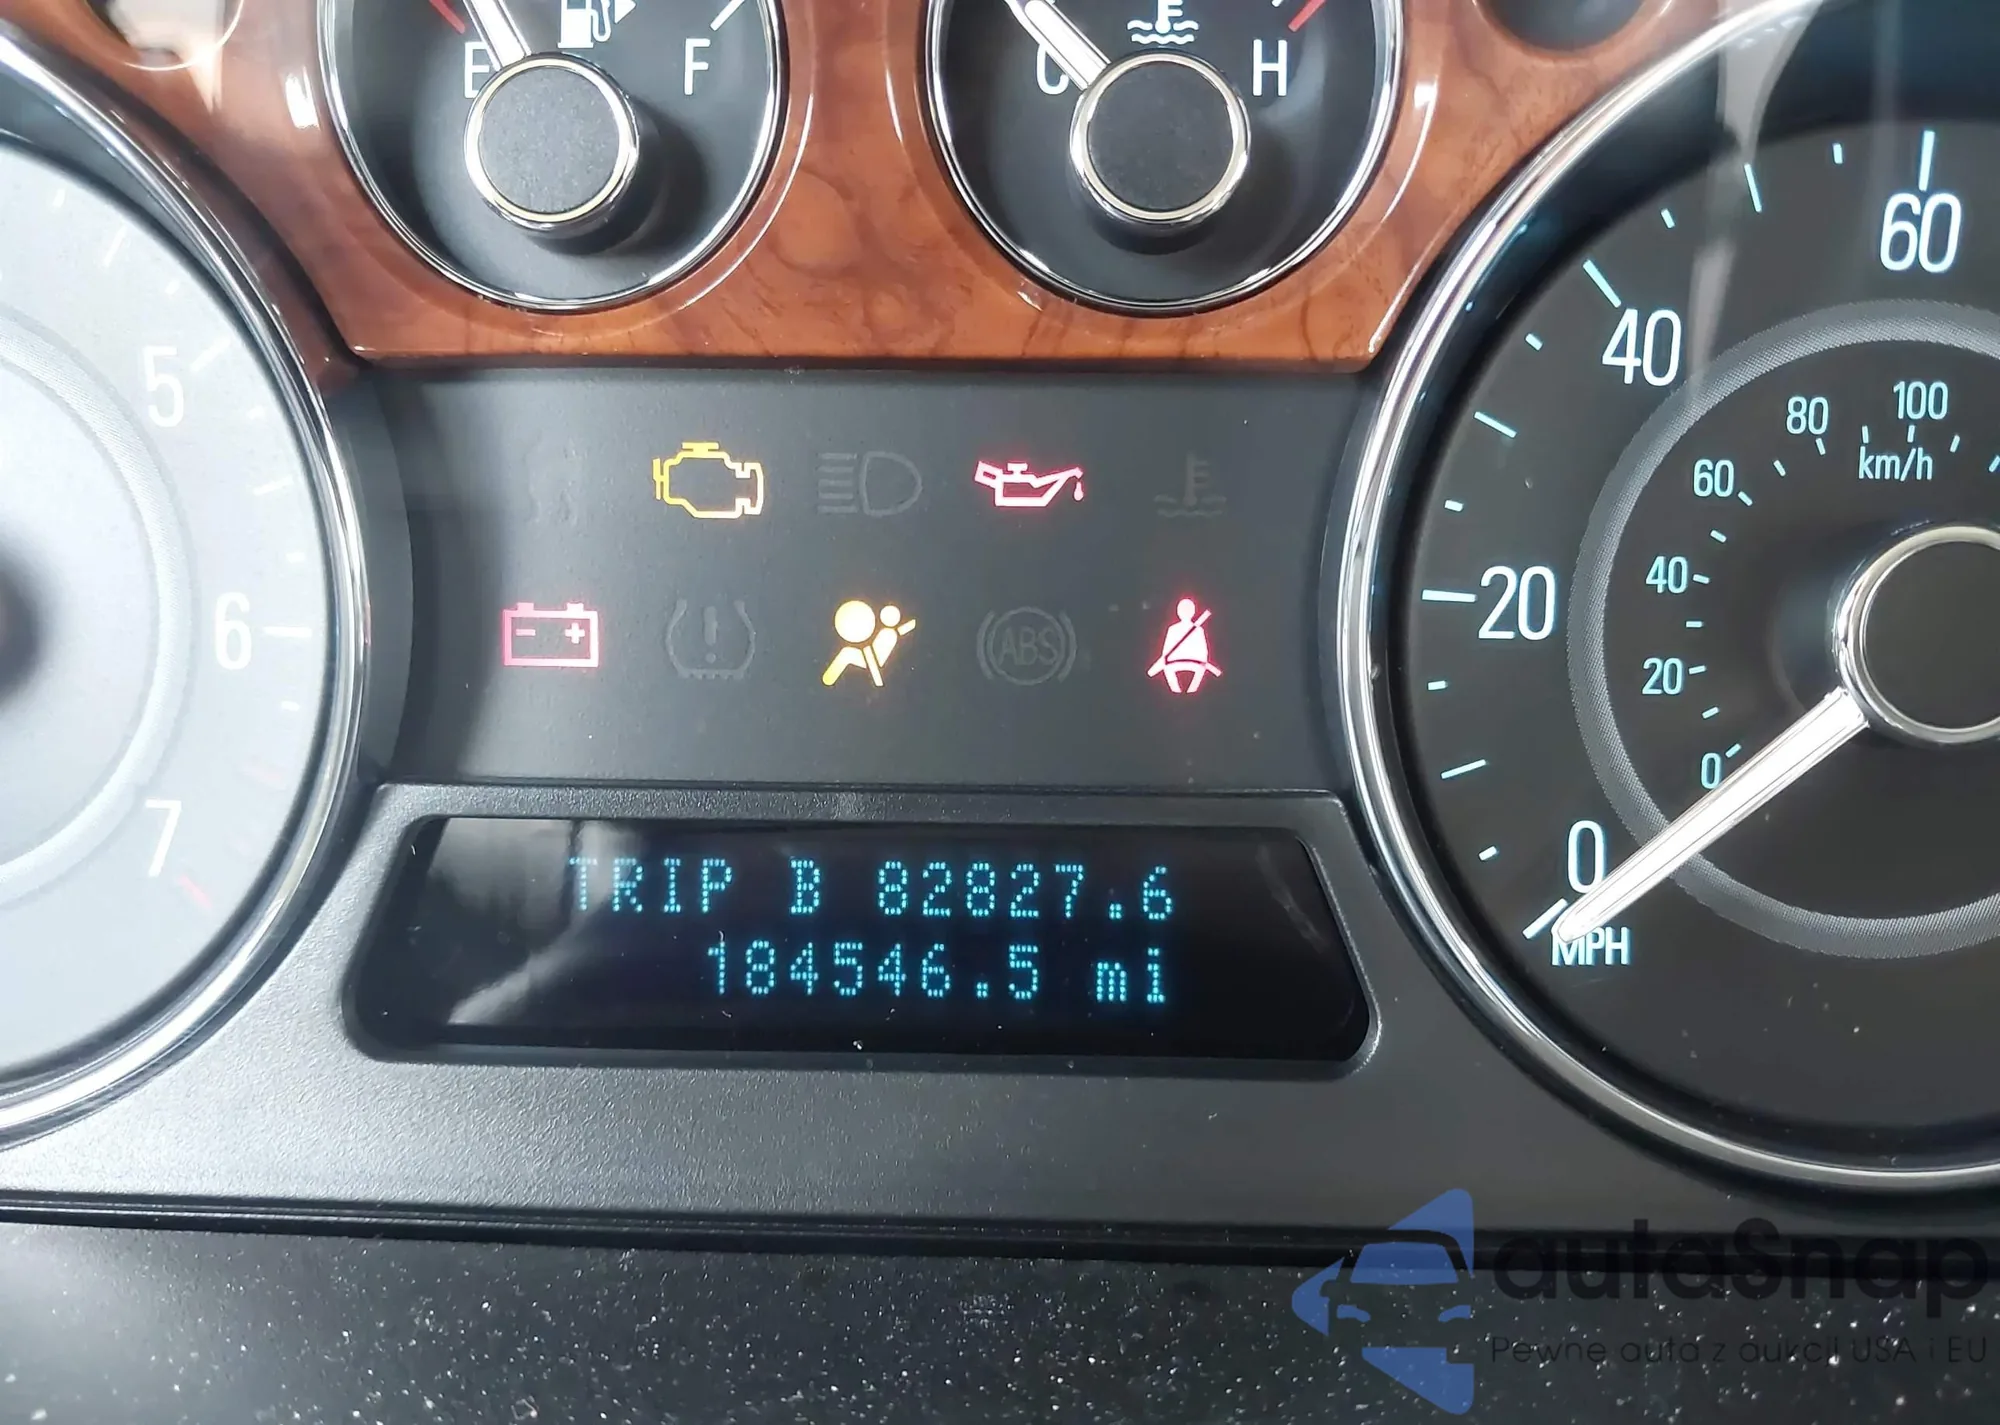 E F
C H
60
40
20
0
MPH
100
80
km/h
60
40
20
0
5
6
7
ABS
TRIP B 82827.6
184546.5 mi
autaSnap
Pewne auta z aukcji USA i EU